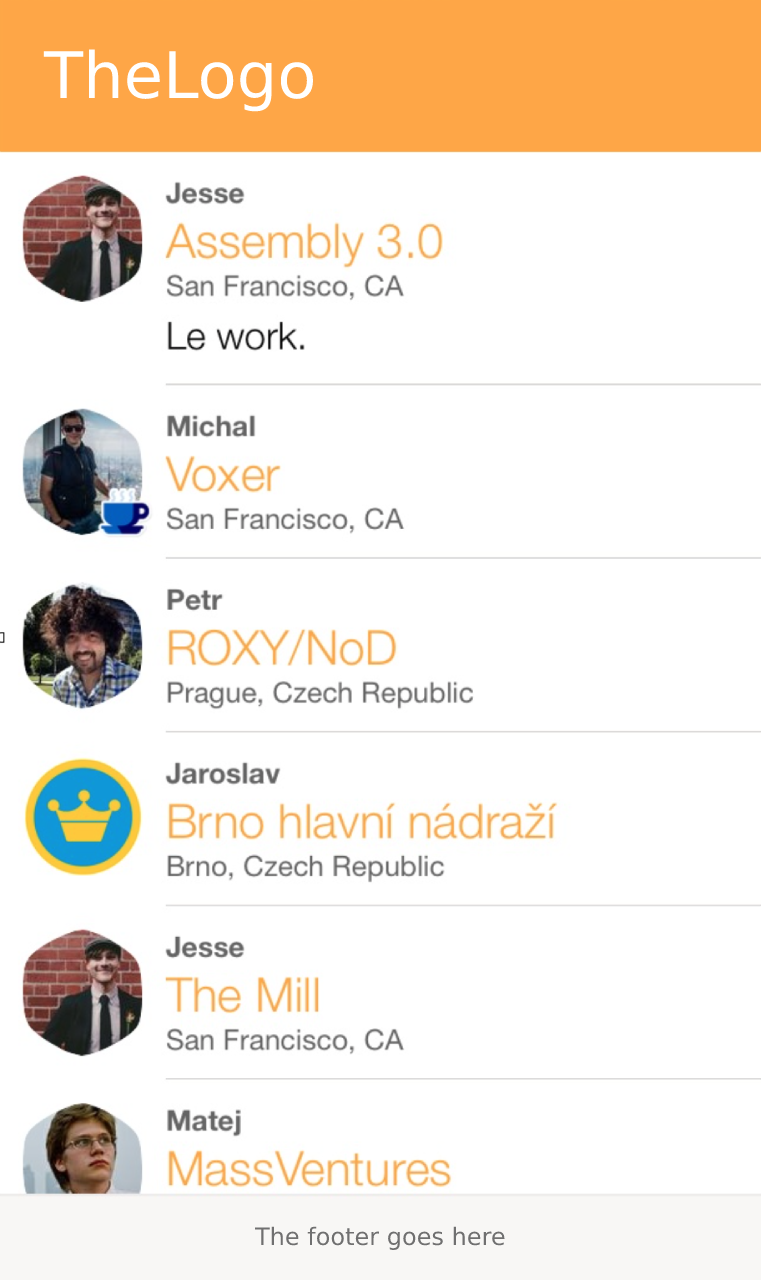 TheLogo
Jesse
Assembly 3.0
San Francisco, CA
Le work.
Michal
Voxer
San Francisco, CA
Petr
ROXY/NoD
Prague, Czech Republic
Jaroslav
Brno hlavní nádraží
Brno, Czech Republic
Jesse
The Mill
San Francisco, CA
Matej
MassVentures
The footer goes here